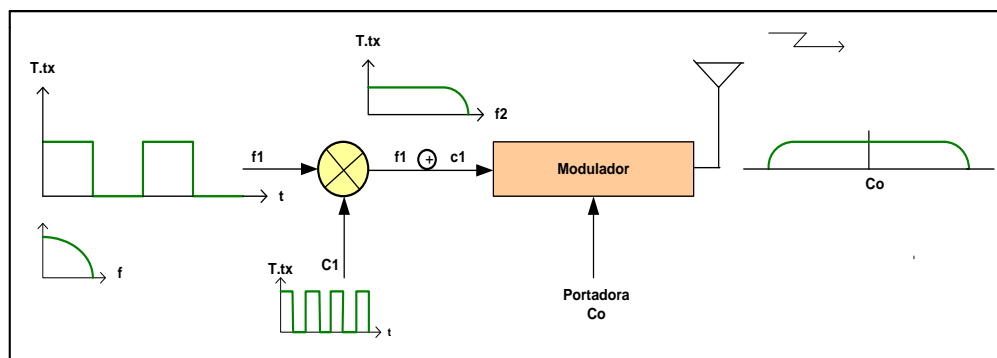 T.tx
t
f
f1
T.tx
f2
f1 + c1
C1
T.tx
t
Modulador
Portadora
Co
Co